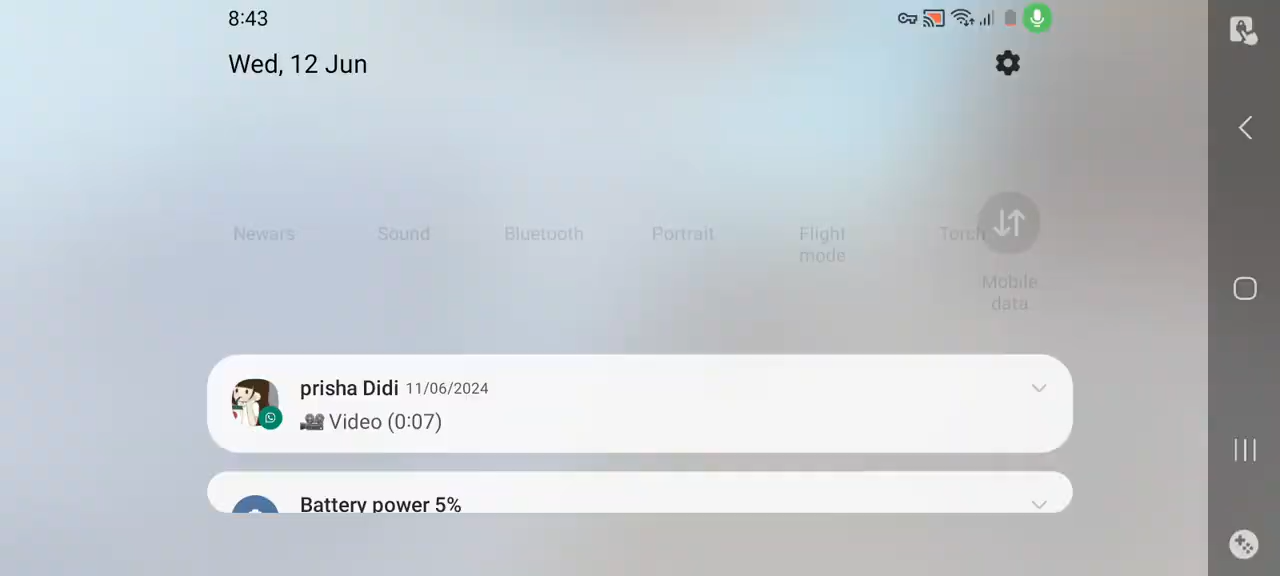 8:43
Wed, 12 Jun
Newars
Sound
Bluetooth
Portrait
Flight
mode
Torch
Mobile
data
prisha Didi 11/06/2024
🎥 Video (0:07)
Battery power 5%